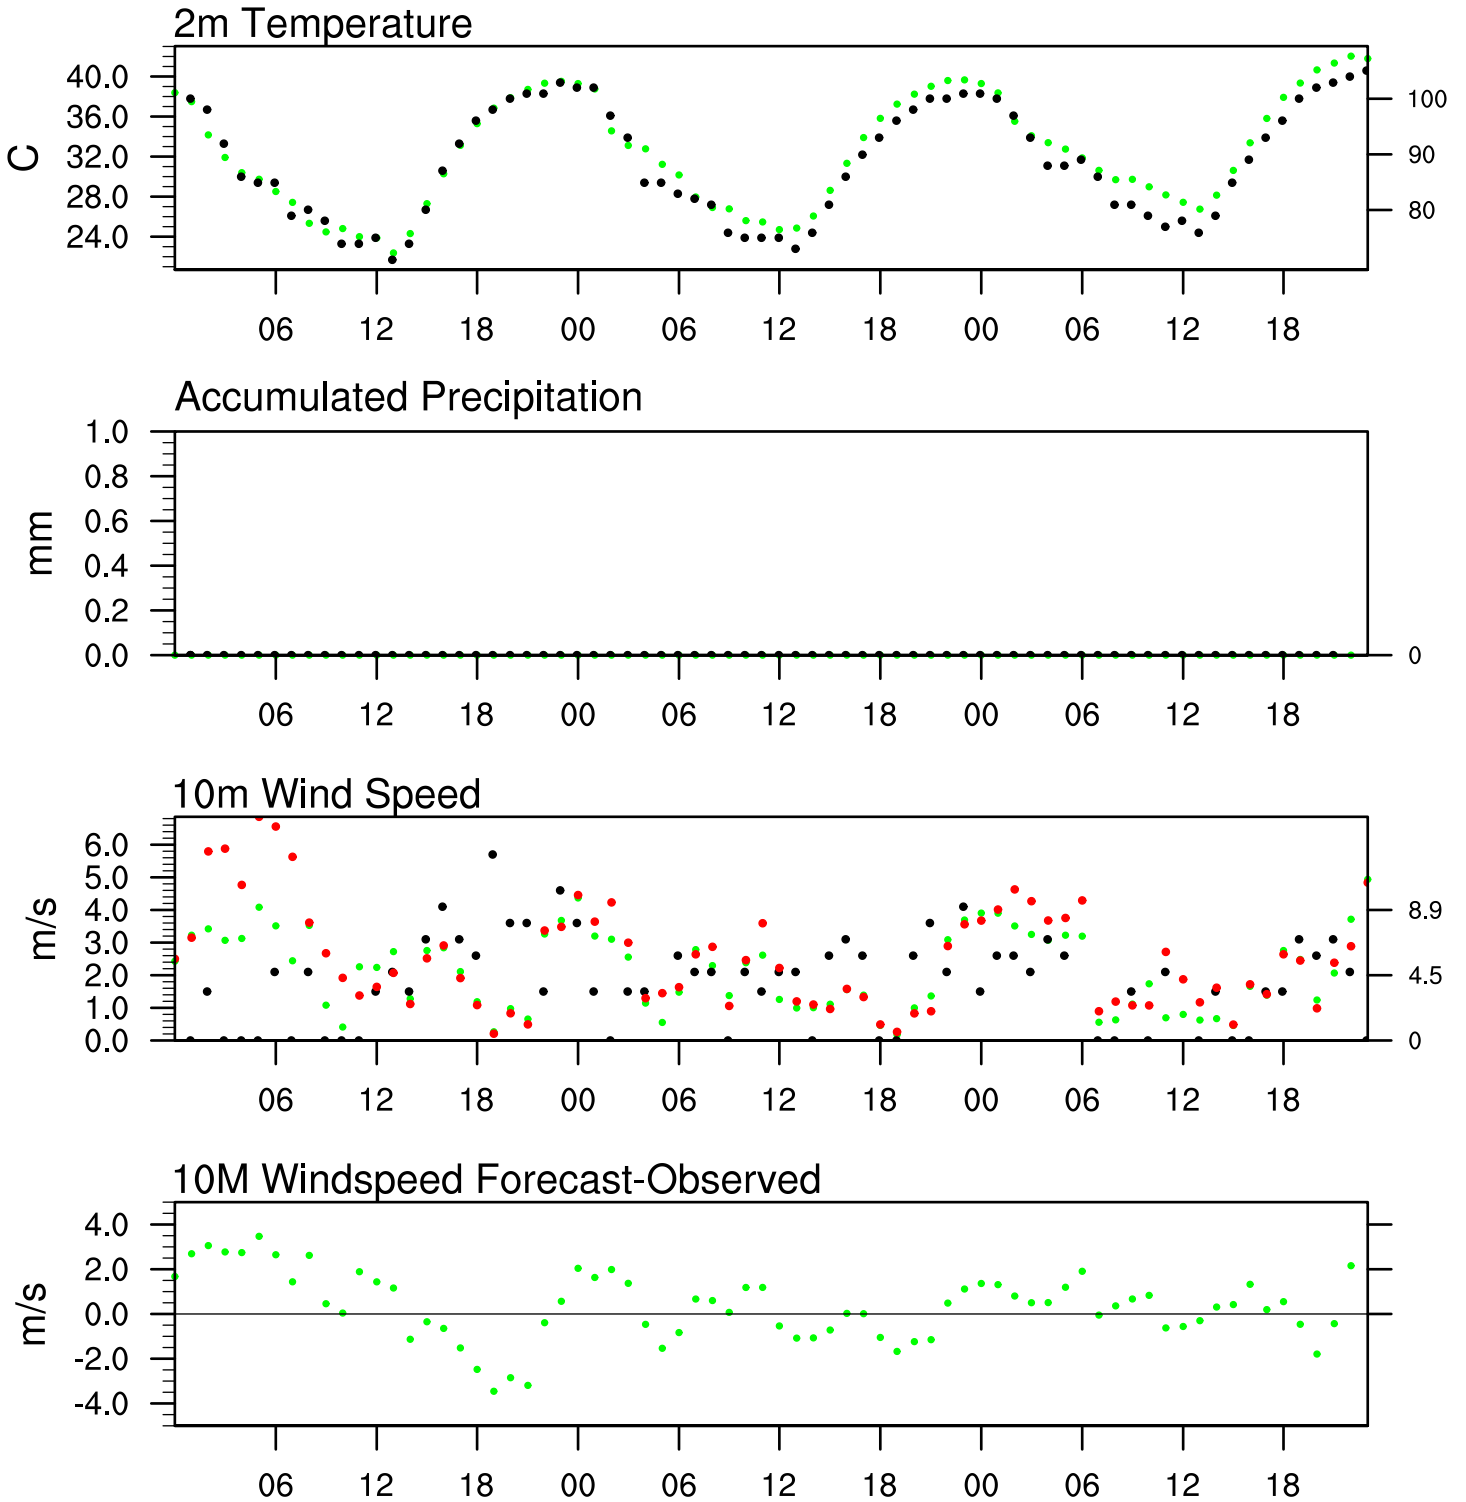 2m Temperature
40.0
36.0
32.0
28.0
24.0
C
100
90
80
06 12 18 00 06 12 18 00 06 12 18
Accumulated Precipitation
1.0
0.8
0.6
0.4
0.2
0.0
mm
0
06 12 18 00 06 12 18 00 06 12 18
10m Wind Speed
6.0
5.0
4.0
3.0
2.0
1.0
0.0
m/s
8.9
4.5
0
06 12 18 00 06 12 18 00 06 12 18
10M Windspeed Forecast-Observed
4.0
2.0
0.0
-2.0
-4.0
m/s
06 12 18 00 06 12 18 00 06 12 18